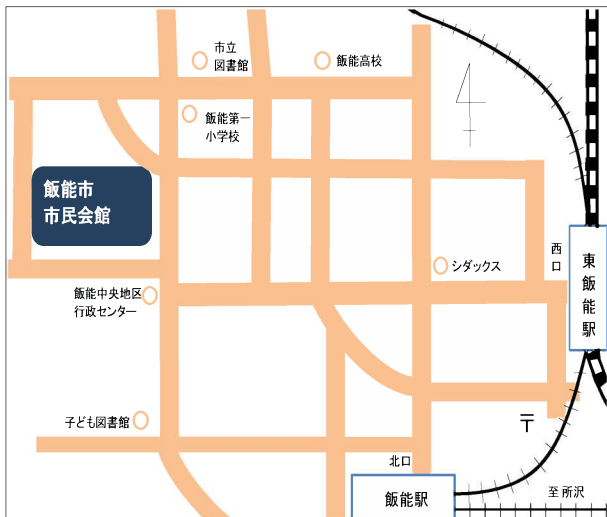 市立
図書館
飯能高校
飯能第一
小学校
飯能市
市民会館
西
口
シダックス
東
飯
能
駅
飯能中央地区
行政センター
子ども図書館
〒
北口
飯能駅
至 所沢